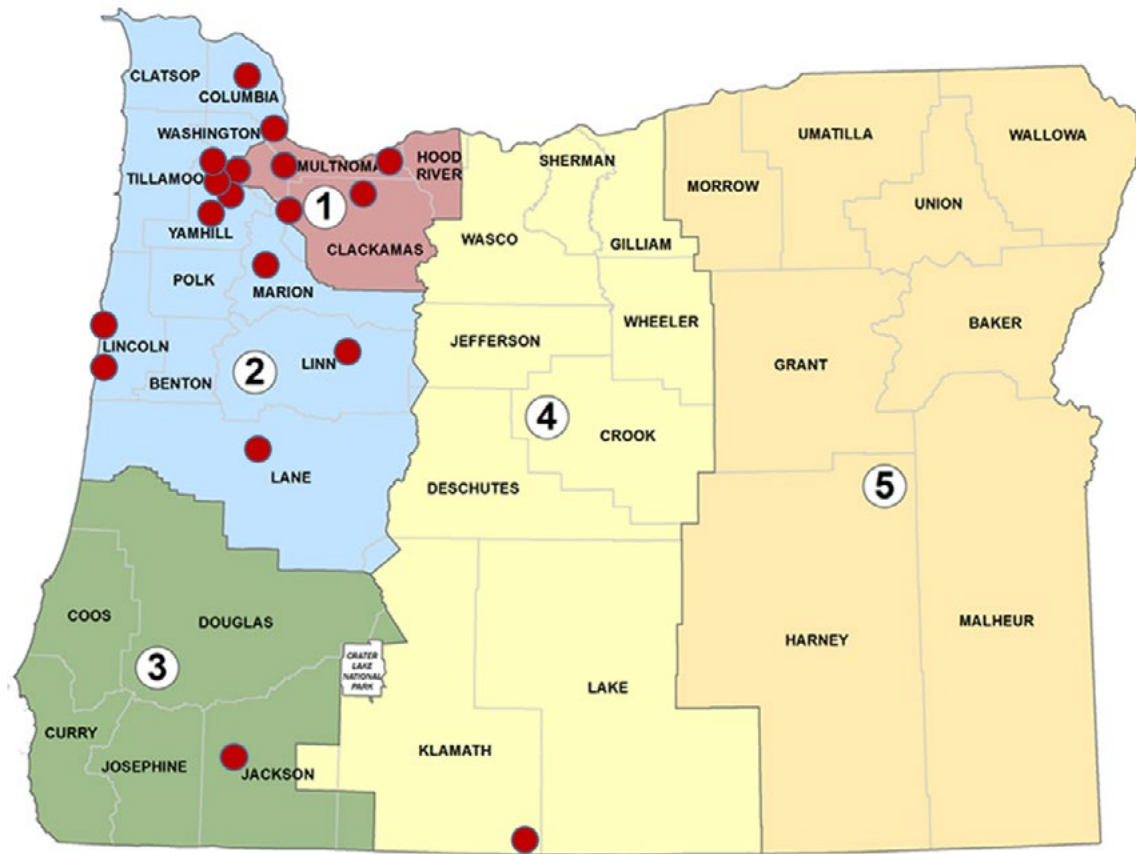 CLATSOP
COLUMBIA
WASHINGTON
TILLAMOO
MULTNOMA
HOOD
RIVER
1
YAMHILL
CLACKAMAS
POLK
MARION
LINCOLN
BENTON
LINN
2
LANE
SHERMAN
WASCO
GILLIAM
JEFFERSON
WHEELER
4
CROOK
DESCHUTES
MORROW
UMATILLA
WALLOWA
UNION
BAKER
GRANT
5
HARNEY
MALHEUR
COOS
DOUGLAS
3
CRATER
LAKE
NATIONAL
PARK
CURRY
JOSEPHINE
JACKSON
KLAMATH
LAKE